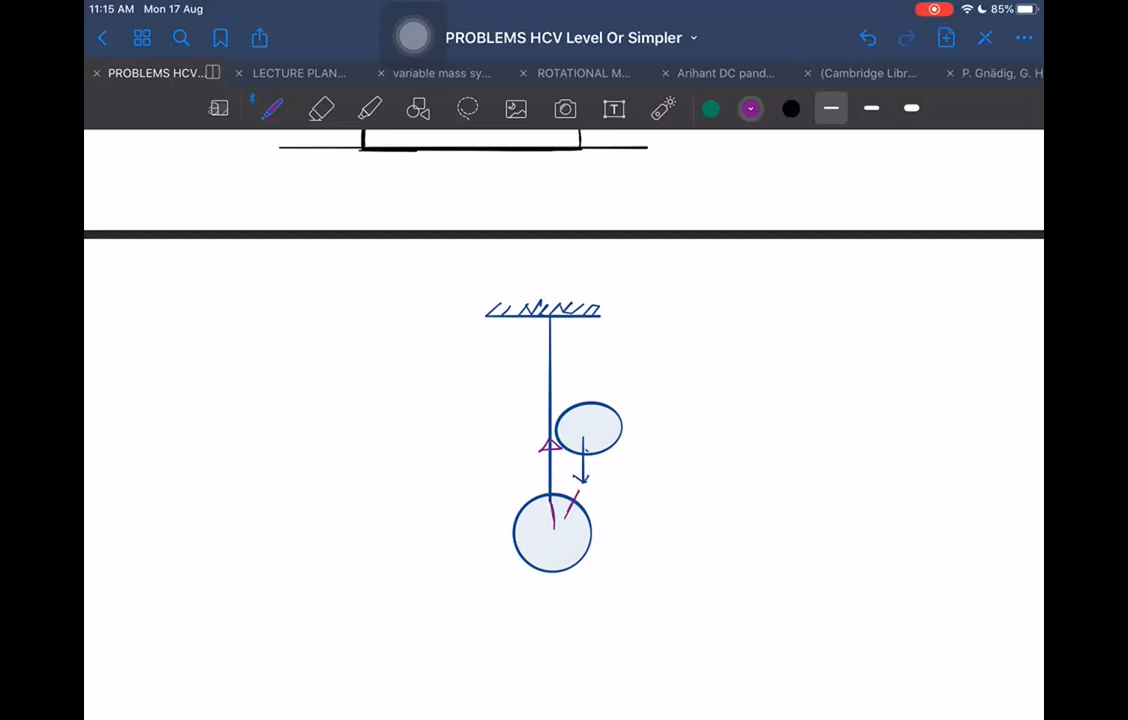 11:15 AM Mon 17 Aug 85%
PROBLEMS HCV Level Or Simpler
PROBLEMS HCV... LECTURE PLAN... variable mass sy... ROTATIONAL M... Arihant DC pand... (Cambridge Libr... P. Gnädig, G. H
T